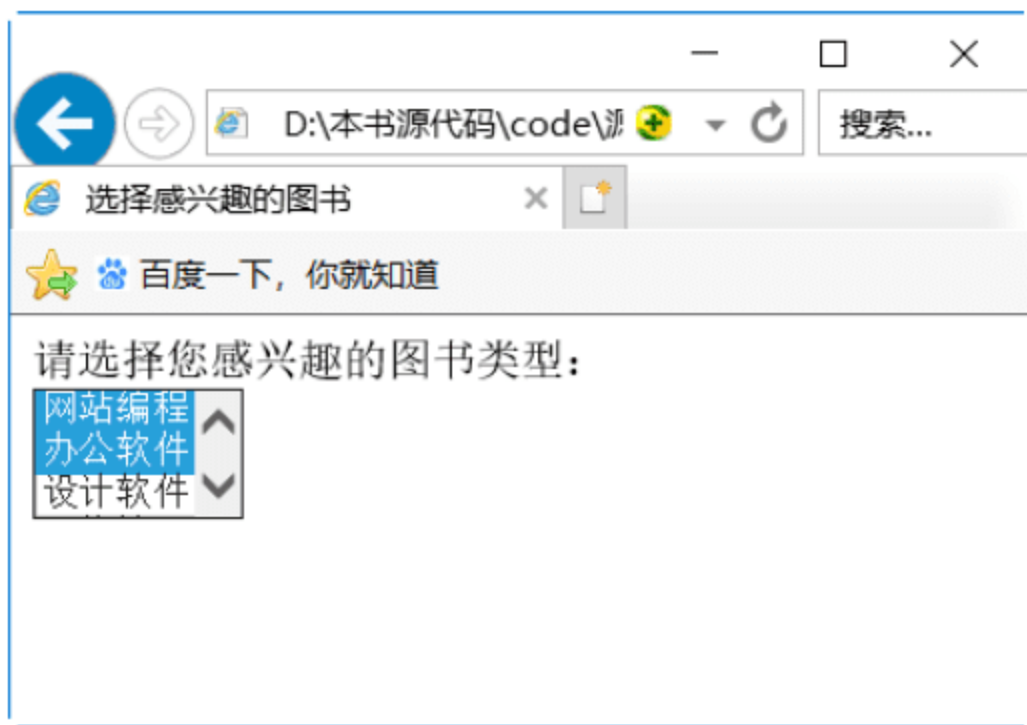 D:\本书源代码\code\源
搜索...
选择感兴趣的图书
百度一下，你就知道
请选择您感兴趣的图书类型：
网站编程
办公软件
设计软件